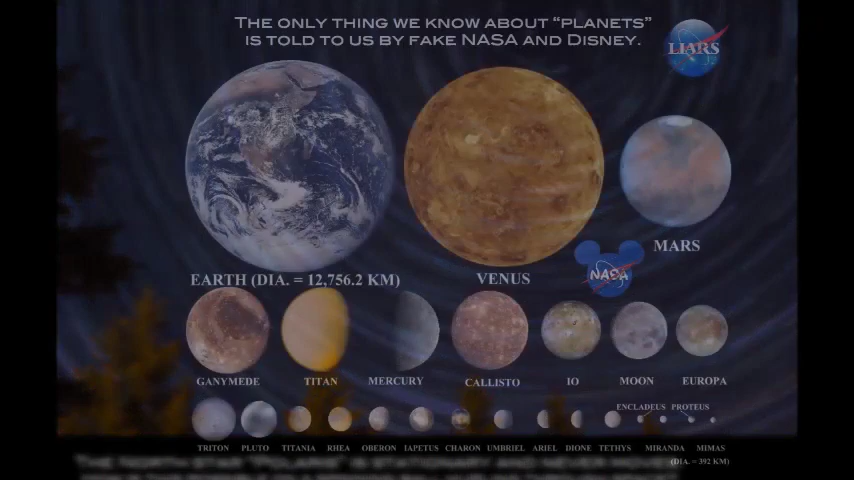 THE ONLY THING WE KNOW ABOUT “PLANETS”
IS TOLD TO US BY FAKE NASA AND DISNEY.
LIARS
EARTH (DIA. = 12,756.2 KM)
VENUS
MARS
NASA
GANYMEDE TITAN MERCURY CALLISTO IO MOON EUROPA
ENCLADEUS PROTEUS
TRITON PLUTO TITANIA RHEA OBERON IAPETUS CHARON UMBRIEL ARIEL DIONE TETHYS MIRANDA MIMAS
(DIA. = 392 KM)
THE NORTH STAR "POLARIS" IS STATIONARY AND NEVER MOVES